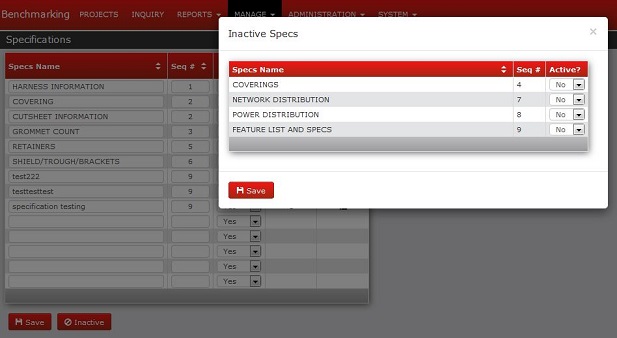 Benchmarking PROJECTS INQUIRY REPORTS MANAGE ADMINISTRATION SYSTEM
Specifications
Specs Name Seq #
HARNESS INFORMATION 1
COVERING 2
CUTSHEET INFORMATION 2
GROMMET COUNT 3
RETAINERS 5
SHIELD/TROUGH/BRACKETS 6
test222 9
testtesttest 9
specification testing 9
Yes
Yes
Yes
Yes
Yes
Save Inactive
Inactive Specs ×
Specs Name Seq # Active?
COVERINGS 4 No
NETWORK DISTRIBUTION 7 No
POWER DISTRIBUTION 8 No
FEATURE LIST AND SPECS 9 No
Save